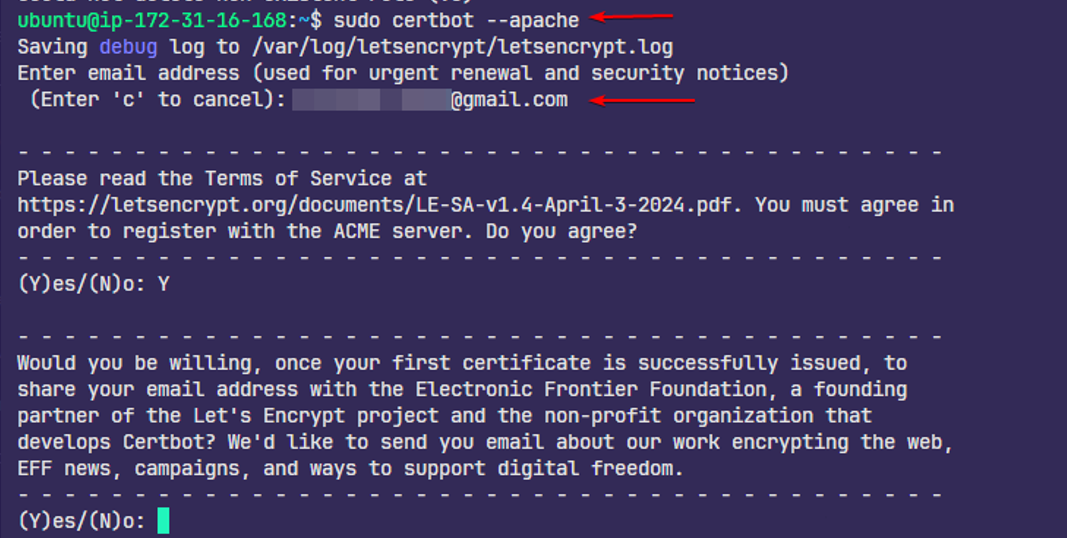 ubuntu@ip-172-31-16-168:~$ sudo certbot --apache
Saving debug log to /var/log/letsencrypt/letsencrypt.log
Enter email address (used for urgent renewal and security notices)
(Enter 'c' to cancel): @gmail.com
- - - - - - - - - - - - - - - - - - - - - - - - - - - - - - - - - - - - - - - -
Please read the Terms of Service at
https://letsencrypt.org/documents/LE-SA-v1.4-April-3-2024.pdf. You must agree in
order to register with the ACME server. Do you agree?
- - - - - - - - - - - - - - - - - - - - - - - - - - - - - - - - - - - - - - - -
(Y)es/(N)o: Y
- - - - - - - - - - - - - - - - - - - - - - - - - - - - - - - - - - - - - - - -
Would you be willing, once your first certificate is successfully issued, to
share your email address with the Electronic Frontier Foundation, a founding
partner of the Let's Encrypt project and the non-profit organization that
develops Certbot? We'd like to send you email about our work encrypting the web,
EFF news, campaigns, and ways to support digital freedom.
- - - - - - - - - - - - - - - - - - - - - - - - - - - - - - - - - - - - - - - -
(Y)es/(N)o: